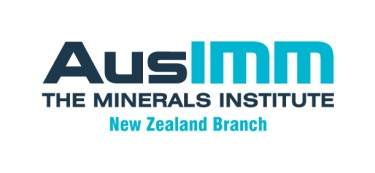 AusIMM
THE MINERALS INSTITUTE
New Zealand Branch